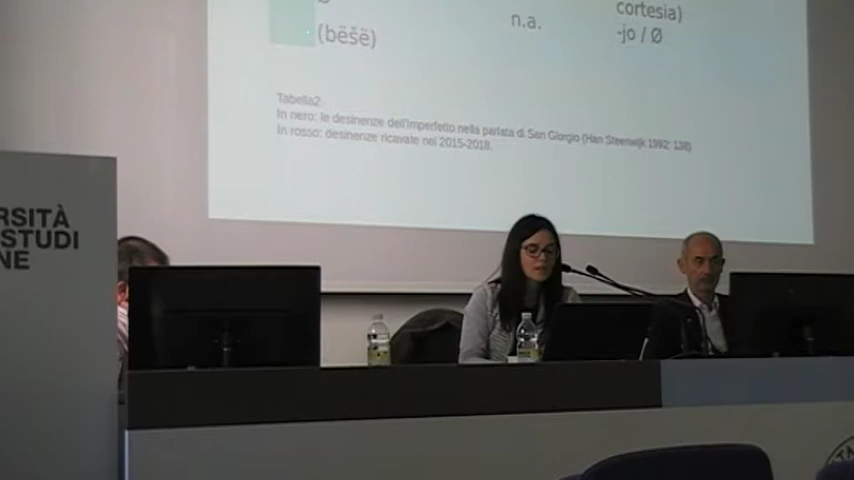 cortesia)
n.a.
-jo / Ø
(bëšë)
Tabella2.
In nero: le desinenze dell'imperfetto nella parlata di San Giorgio (Han Steenwijk 1992: 138)
In rosso: desinenze ricavate nel 2015-2018.
RSITÀ
STUDI
NE